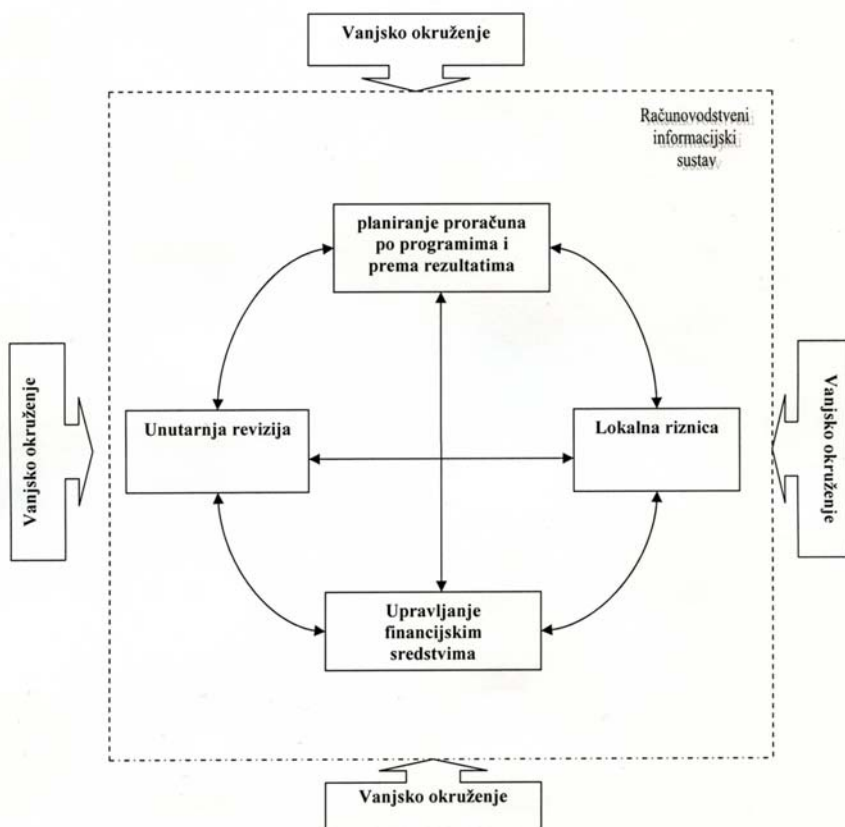 Vanjsko okruženje
Računovodstveni
informacijski
sustav
planiranje proračuna
po programima i
prema rezultatima
Vanjsko okruženje
Unutarnja revizija
Lokalna riznica
Vanjsko okruženje
Upravljanje
financijskim
sredstvima
Vanjsko okruženje